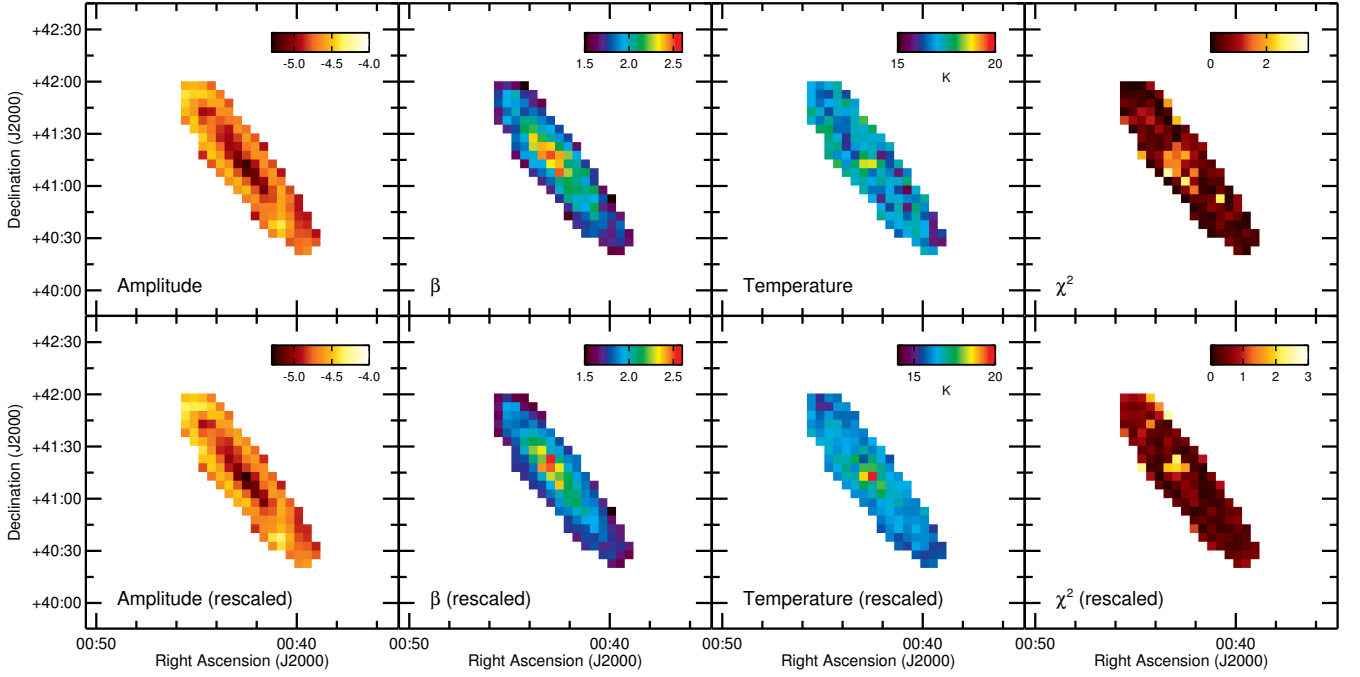 +42:30
+42:00
+41:30
+41:00
+40:30
+40:00
Declination (J2000)
-5.0 -4.5 -4.0
Amplitude
1.5 2.0 2.5
β
15 20
K
Temperature
0 2
χ²
+42:30
+42:00
+41:30
+41:00
+40:30
+40:00
Declination (J2000)
-5.0 -4.5 -4.0
Amplitude (rescaled)
1.5 2.0 2.5
β (rescaled)
15 20
K
Temperature (rescaled)
0 1 2 3
χ² (rescaled)
00:50 00:40 00:50 00:40 00:50 00:40 00:50 00:40
Right Ascension (J2000) Right Ascension (J2000) Right Ascension (J2000) Right Ascension (J2000)